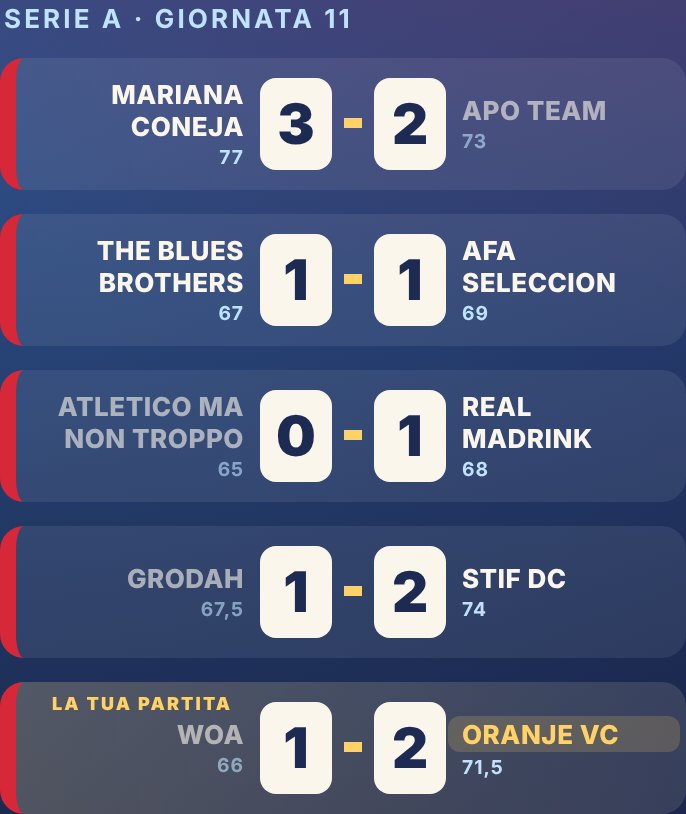 SERIE A · GIORNATA 11
MARIANA
CONEJA
77
3 - 2
APO TEAM
73
THE BLUES
BROTHERS
67
1 - 1
AFA
SELECCION
69
ATLETICO MA
NON TROPPO
65
0 - 1
REAL
MADRINK
68
GRODAH
67,5
1 - 2
STIF DC
74
LA TUA PARTITA
WOA
66
1 - 2
ORANJE VC
71,5